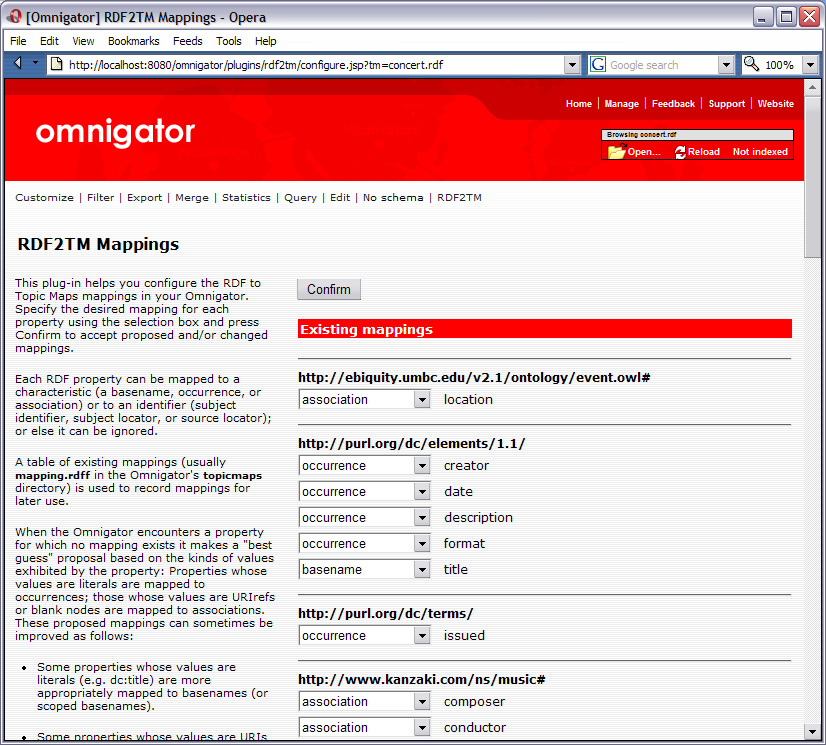 [Omnigator] RDF2TM Mappings - Opera
File Edit View Bookmarks Feeds Tools Help
http://localhost:8080/omnigator/plugins/rdf2tm/configure.jsp?tm=concert.rdf
Google search
100%
Home | Manage | Feedback | Support | Website
omnigator
Browsing concert.rdf
Open... Reload Not indexed
Customize | Filter | Export | Merge | Statistics | Query | Edit | No schema | RDF2TM
RDF2TM Mappings
This plug-in helps you configure the RDF to
Topic Maps mappings in your Omnigator.
Specify the desired mapping for each
property using the selection box and press
Confirm to accept proposed and/or changed
mappings.
Each RDF property can be mapped to a
characteristic (a basename, occurrence, or
association) or to an identifier (subject
identifier, subject locator, or source locator);
or else it can be ignored.
A table of existing mappings (usually
mapping.rdff in the Omnigator's topicmaps
directory) is used to record mappings for
later use.
When the Omnigator encounters a property
for which no mapping exists it makes a "best
guess" proposal based on the kinds of values
exhibited by the property: Properties whose
values are literals are mapped to
occurrences; those whose values are URIrefs
or blank nodes are mapped to associations.
These proposed mappings can sometimes be
improved as follows:
• Some properties whose values are
literals (e.g. dc:title) are more
appropriately mapped to basenames (or
scoped basenames).
• Some properties whose values are URIs
Confirm
Existing mappings
http://ebiquity.umbc.edu/v2.1/ontology/event.owl#
association location
http://purl.org/dc/elements/1.1/
occurrence creator
occurrence date
occurrence description
occurrence format
basename title
http://purl.org/dc/terms/
occurrence issued
http://www.kanzaki.com/ns/music#
association composer
association conductor